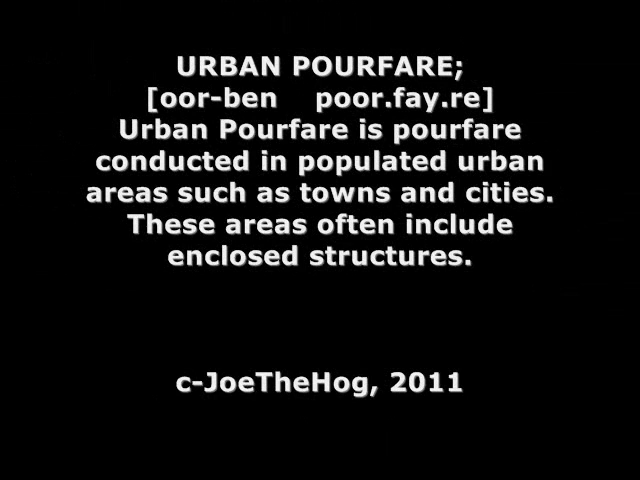 URBAN POURFARE;
[oor-ben poor.fay.re]
Urban Pourfare is pourfare
conducted in populated urban
areas such as towns and cities.
These areas often include
enclosed structures.
c-JoeTheHog, 2011